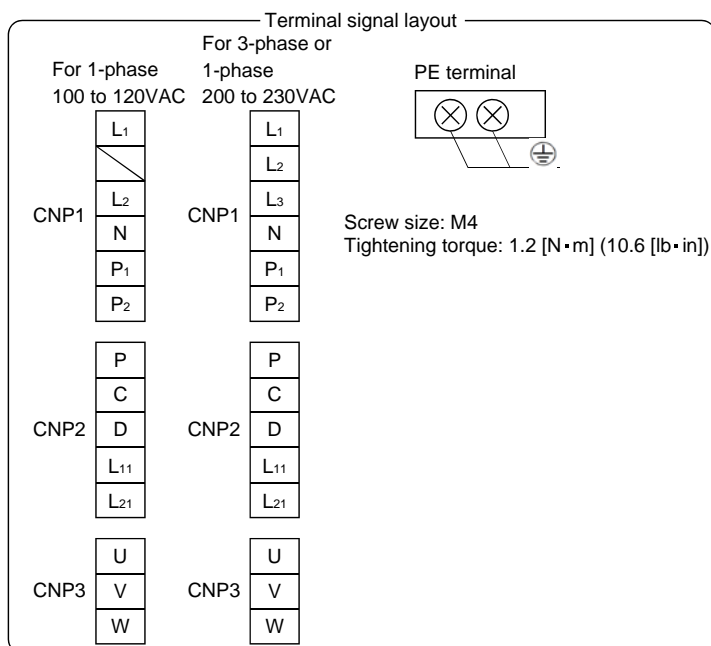 Terminal signal layout
For 1-phase
100 to 120VAC
For 3-phase or
1-phase
200 to 230VAC
PE terminal
CNP1
L1
L2
N
P1
P2
CNP1
L1
L2
L3
N
P1
P2
Screw size: M4
Tightening torque: 1.2 [N▪m] (10.6 [lb▪in])
CNP2
P
C
D
L11
L21
CNP2
P
C
D
L11
L21
CNP3
U
V
W
CNP3
U
V
W